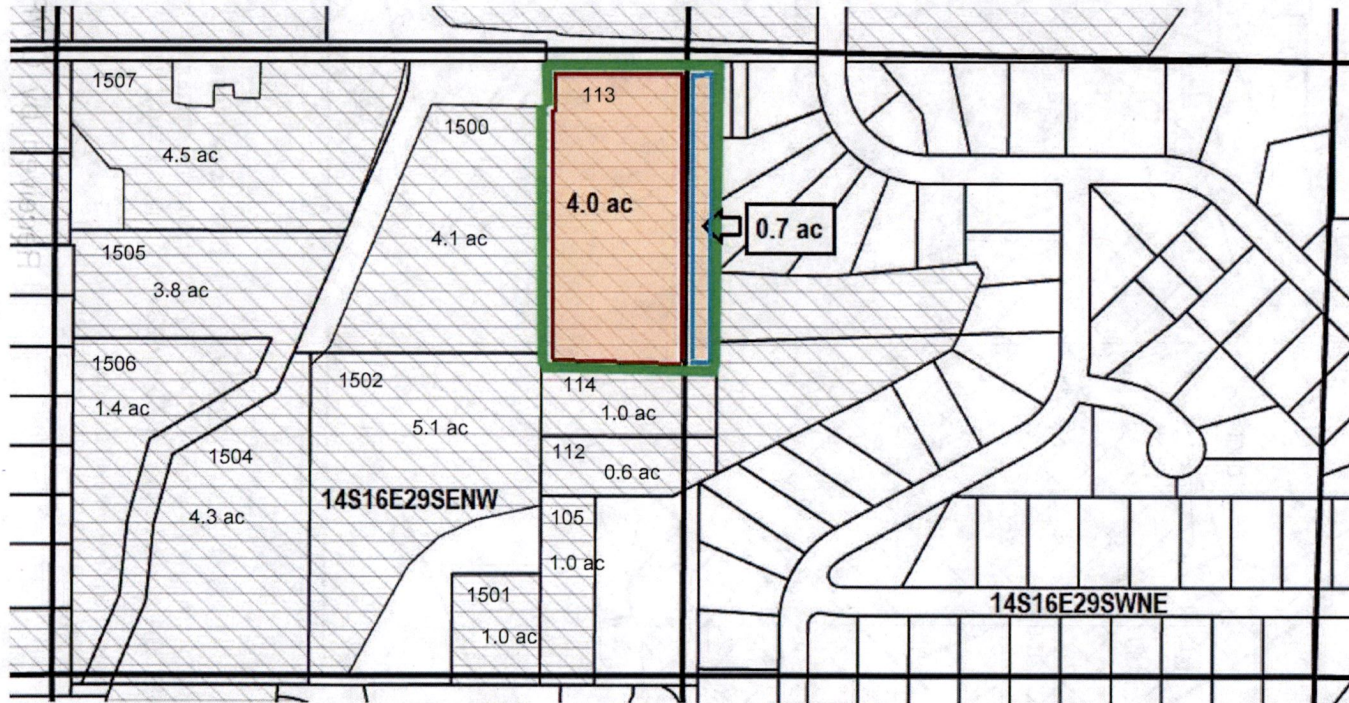 1507
4.5 ac
1505
3.8 ac
1506
1.4 ac
1504
4.3 ac
1500
4.1 ac
1502
5.1 ac
14S16E29SENW
113
4.0 ac
0.7 ac
114
1.0 ac
112
0.6 ac
105
1.0 ac
1501
1.0 ac
14S16E29SWNE